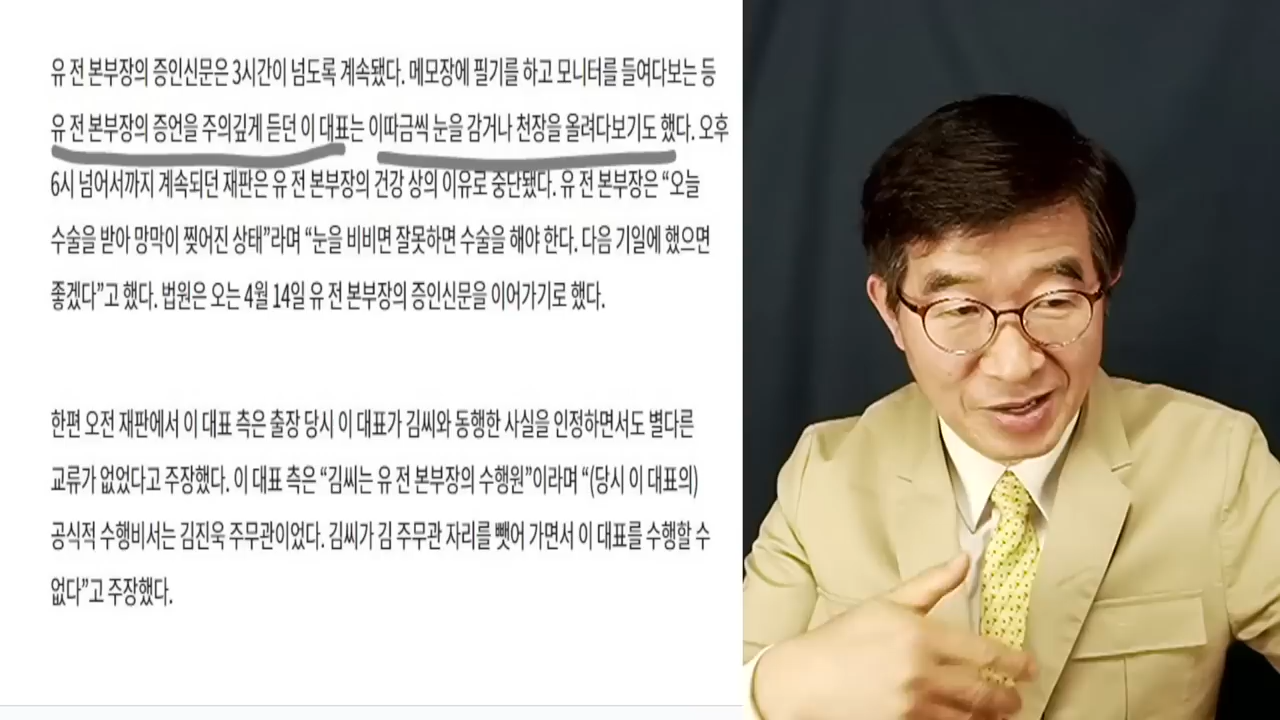 유 전 본부장의 증인신문은 3시간이 넘도록 계속됐다. 메모장에 필기를 하고 모니터를 들여다보는 등
유 전 본부장의 증언을 주의깊게 듣던 이 대표는 이따금씩 눈을 감거나 천장을 올려다보기도 했다. 오후
6시 넘어서까지 계속되던 재판은 유 전 본부장의 건강 상의 이유로 중단됐다. 유 전 본부장은 “오늘
수술을 받아 망막이 찢어진 상태”라며 “눈을 비비면 잘못하면 수술을 해야 한다. 다음 기일에 했으면
좋겠다”고 했다. 법원은 오는 4월 14일 유 전 본부장의 증인신문을 이어가기로 했다.
한편 오전 재판에서 이 대표 측은 출장 당시 이 대표가 김씨와 동행한 사실을 인정하면서도 별다른
교류가 없었다고 주장했다. 이 대표 측은 “김씨는 유 전 본부장의 수행원”이라며 “(당시 이 대표의)
공식적 수행비서는 김진욱 주무관이었다. 김씨가 김 주무관 자리를 뺏어 가면서 이 대표를 수행할 수
없다”고 주장했다.